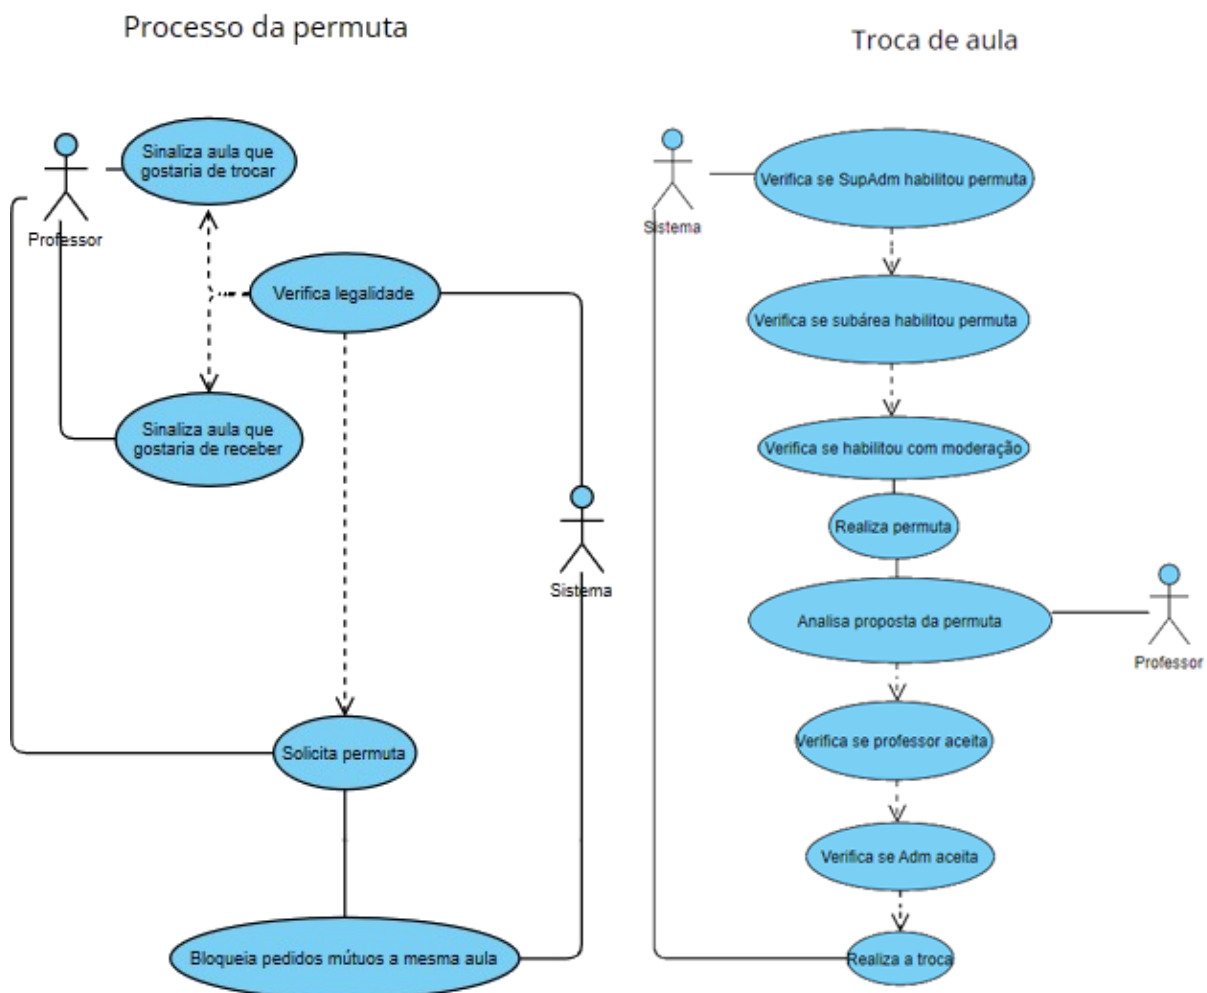 Processo da permuta
Sinaliza aula que
gostaria de trocar
Professor
Verifica legalidade
Sinaliza aula que
gostaria de receber
Sistema
Solicita permuta
Bloqueia pedidos mútuos a mesma aula
Troca de aula
Verifica se SupAdm habilitou permuta
Sistema
Verifica se subárea habilitou permuta
Verifica se habilitou com moderação
Realiza permuta
Analisa proposta da permuta
Professor
Verifica se professor aceita
Verifica se Adm aceita
Realiza a troca